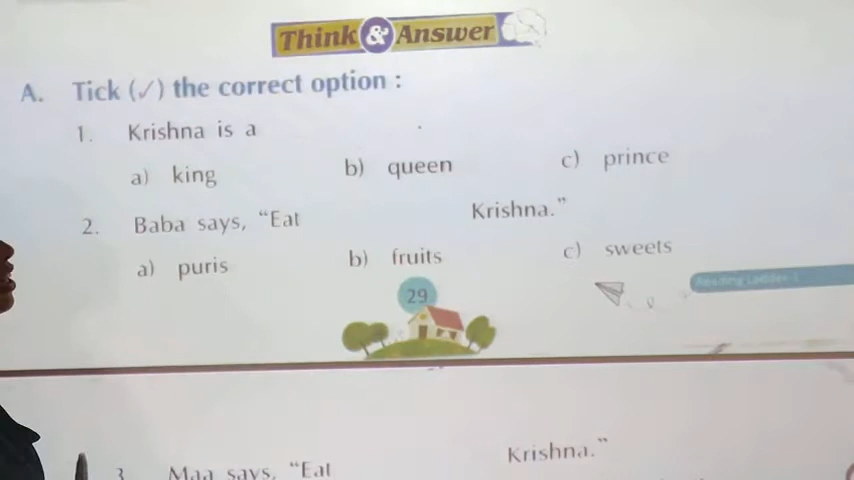 Think & Answer
A. Tick (✓) the correct option :
1. Krishna is a .
a) king b) queen c) prince
2. Baba says, “Eat Krishna.”
a) puris b) fruits c) sweets
29
3 Maa says, “Eat Krishna.”